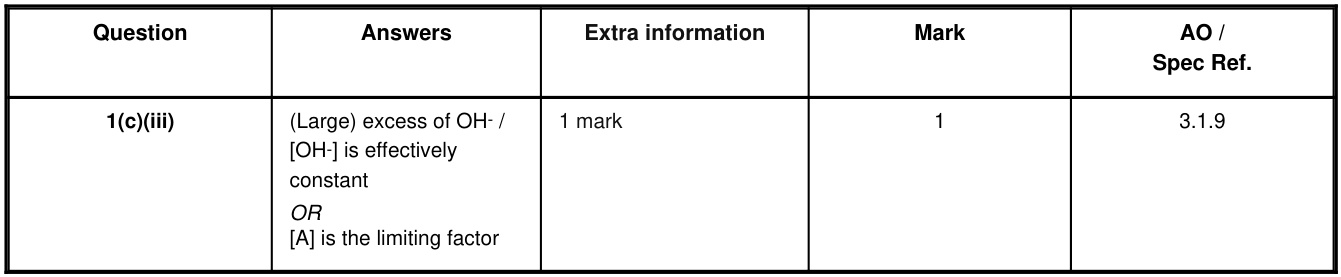 Question Answers Extra information Mark AO /
Spec Ref.
1(c)(iii) (Large) excess of OH- / 1 mark 1 3.1.9
[OH-] is effectively
constant
OR
[A] is the limiting factor